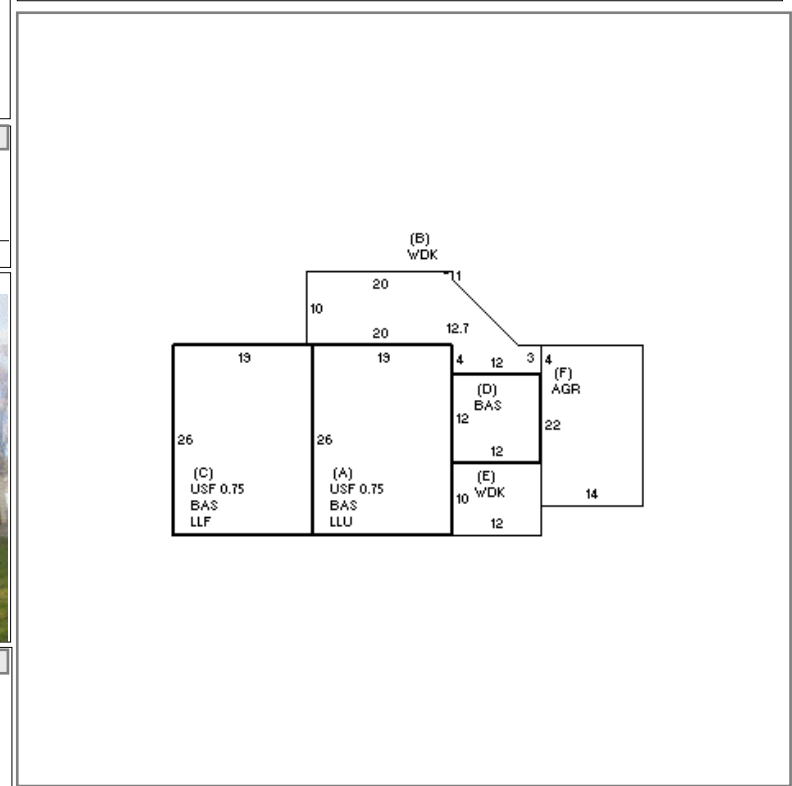 (B)
WDK
1
20
10
20
12.7
19
19
4
12
3
4
(F)
AGR
(D)
BAS
12
22
12
26
26
(C)
USF 0.75
BAS
LLF
(A)
USF 0.75
BAS
LLU
(E)
WDK
10
12
14